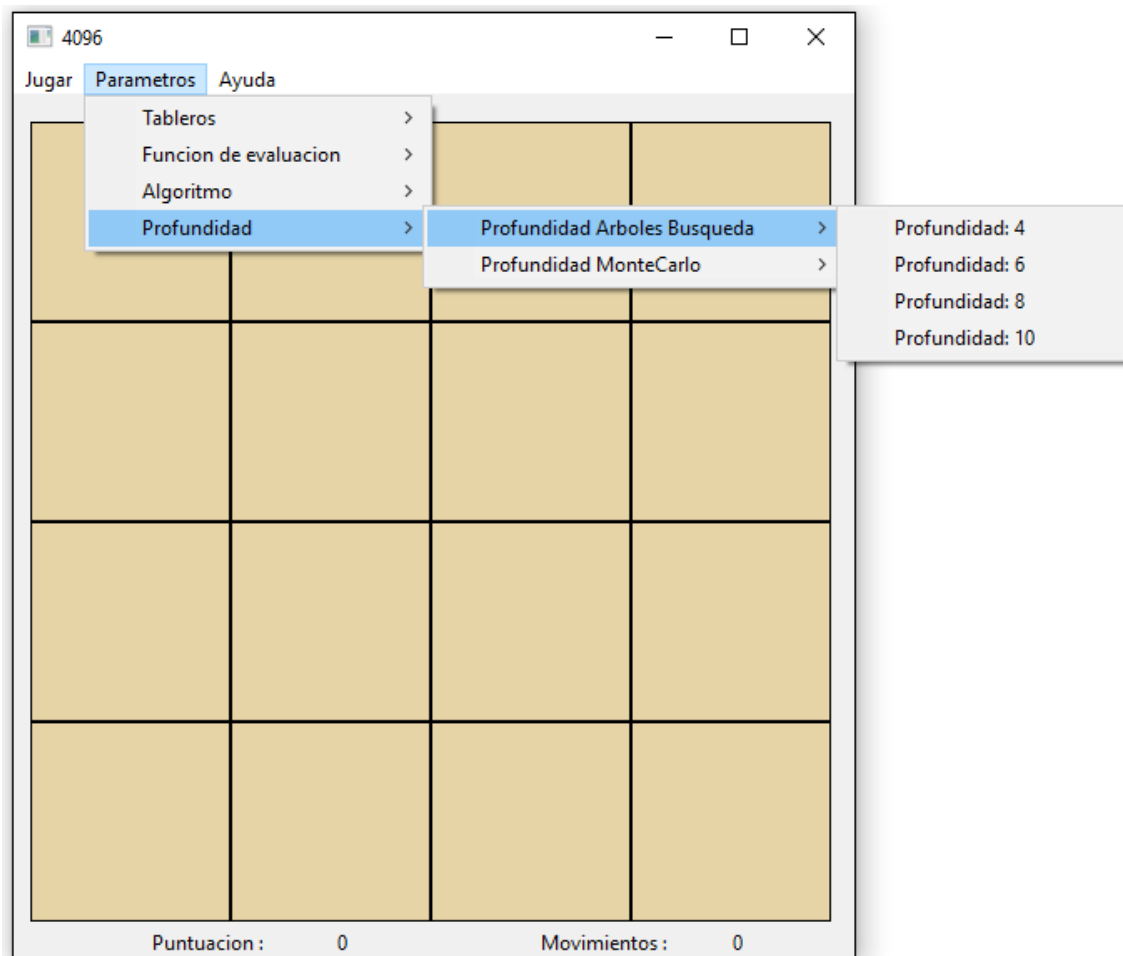 4096
Jugar Parametros Ayuda
Tableros
Funcion de evaluacion
Algoritmo
Profundidad
Profundidad Arboles Busqueda
Profundidad MonteCarlo
Profundidad: 4
Profundidad: 6
Profundidad: 8
Profundidad: 10
Puntuacion : 0 Movimientos : 0